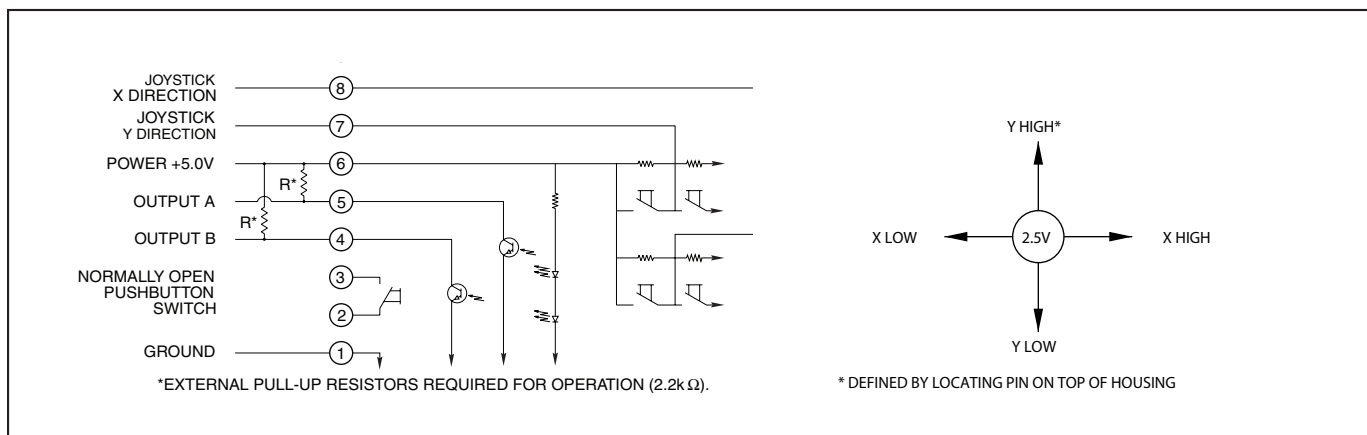 JOYSTICK
X DIRECTION
8
JOYSTICK
Y DIRECTION
7
POWER +5.0V
6
R*
OUTPUT A
5
R*
OUTPUT B
4
NORMALLY OPEN
PUSHBUTTON
SWITCH
3
2
GROUND
1
*EXTERNAL PULL-UP RESISTORS REQUIRED FOR OPERATION (2.2kΩ).
Y HIGH*
X LOW
2.5V
X HIGH
Y LOW
* DEFINED BY LOCATING PIN ON TOP OF HOUSING